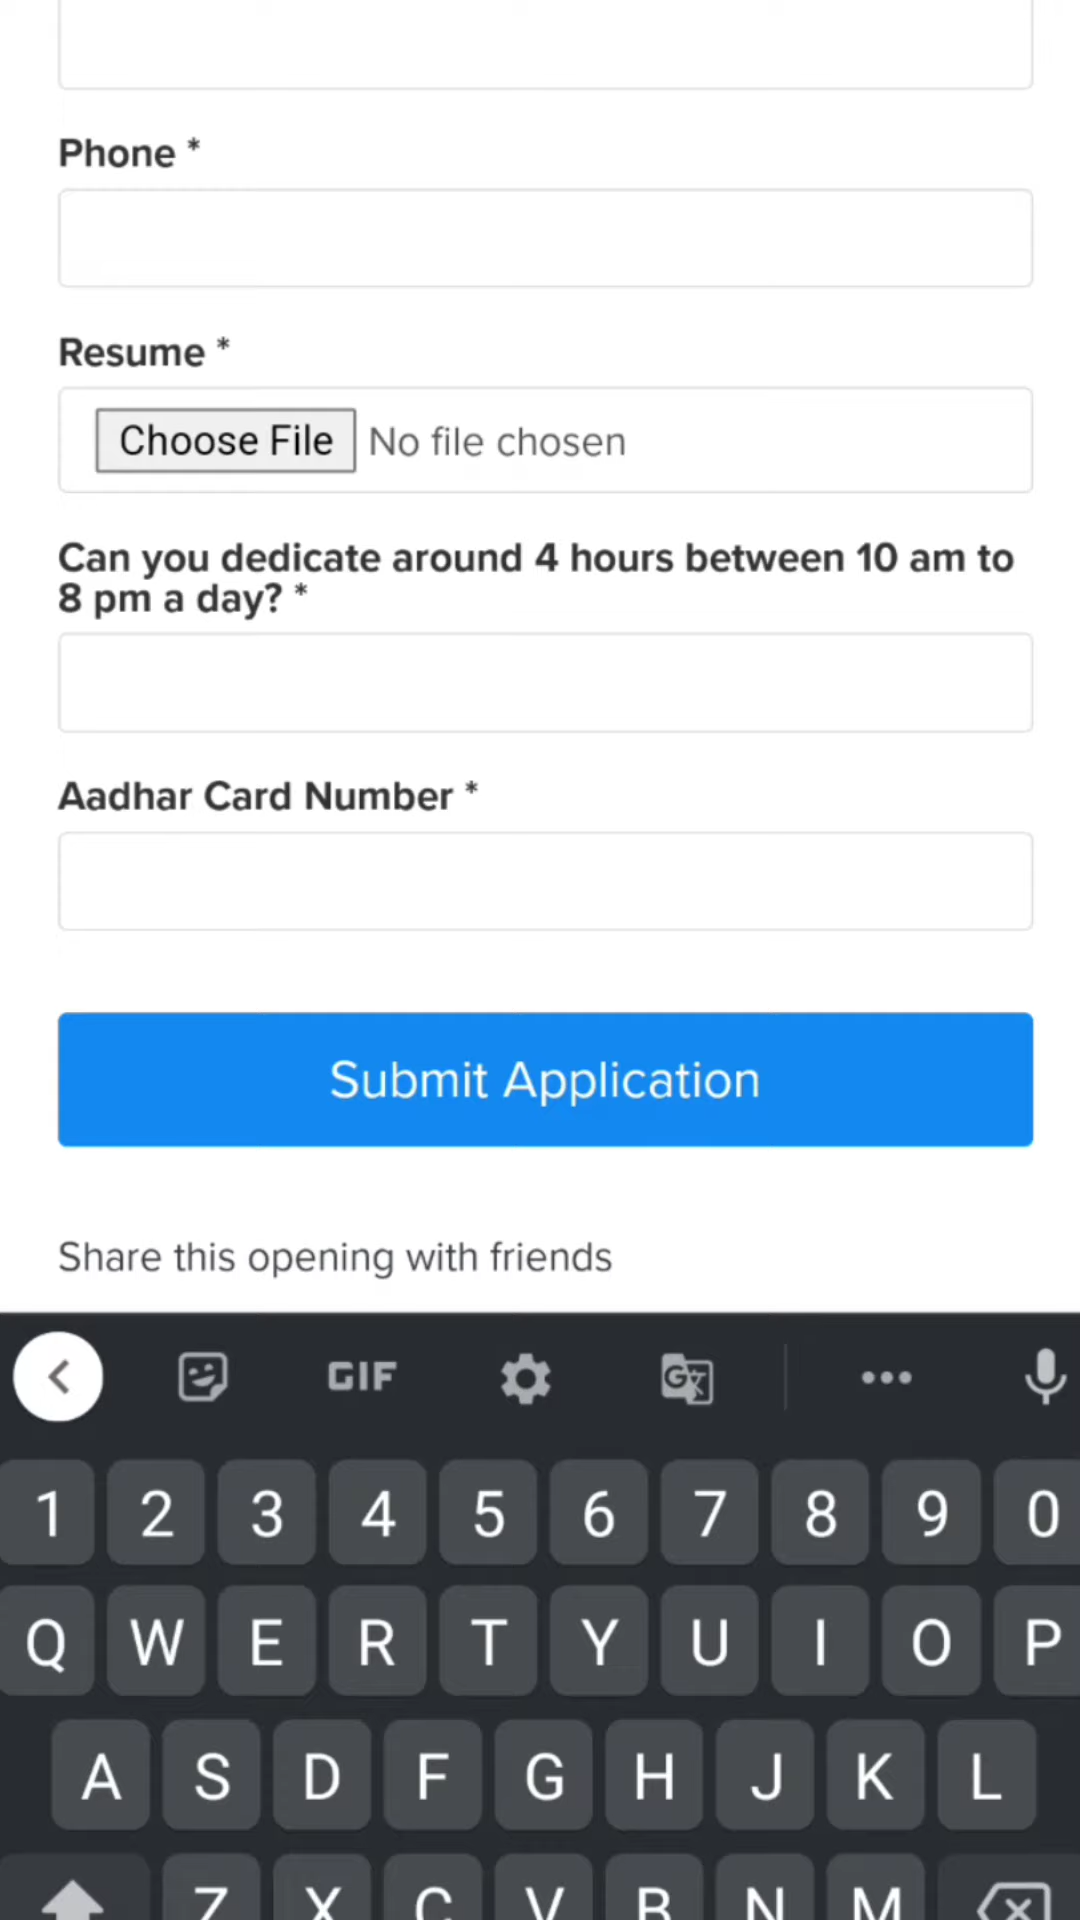 Phone *
Resume *
Choose File No file chosen
Can you dedicate around 4 hours between 10 am to
8 pm a day? *
Aadhar Card Number *
Submit Application
Share this opening with friends
GIF G
1 2 3 4 5 6 7 8 9 0
Q W E R T Y U I O P
A S D F G H J K L
Z X C V B N M